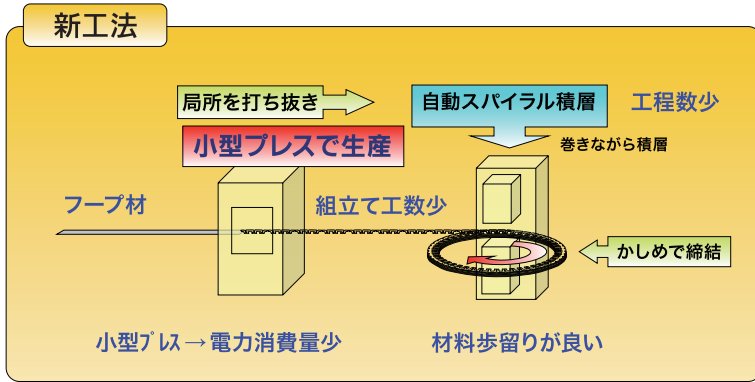 新工法
局所を打ち抜き
自動スパイラル積層
工程数少
小型プレスで生産
巻きながら積層
フープ材
組立て工数少
かしめで締結
小型ﾌﾟﾚｽ→電力消費量少
材料歩留りが良い